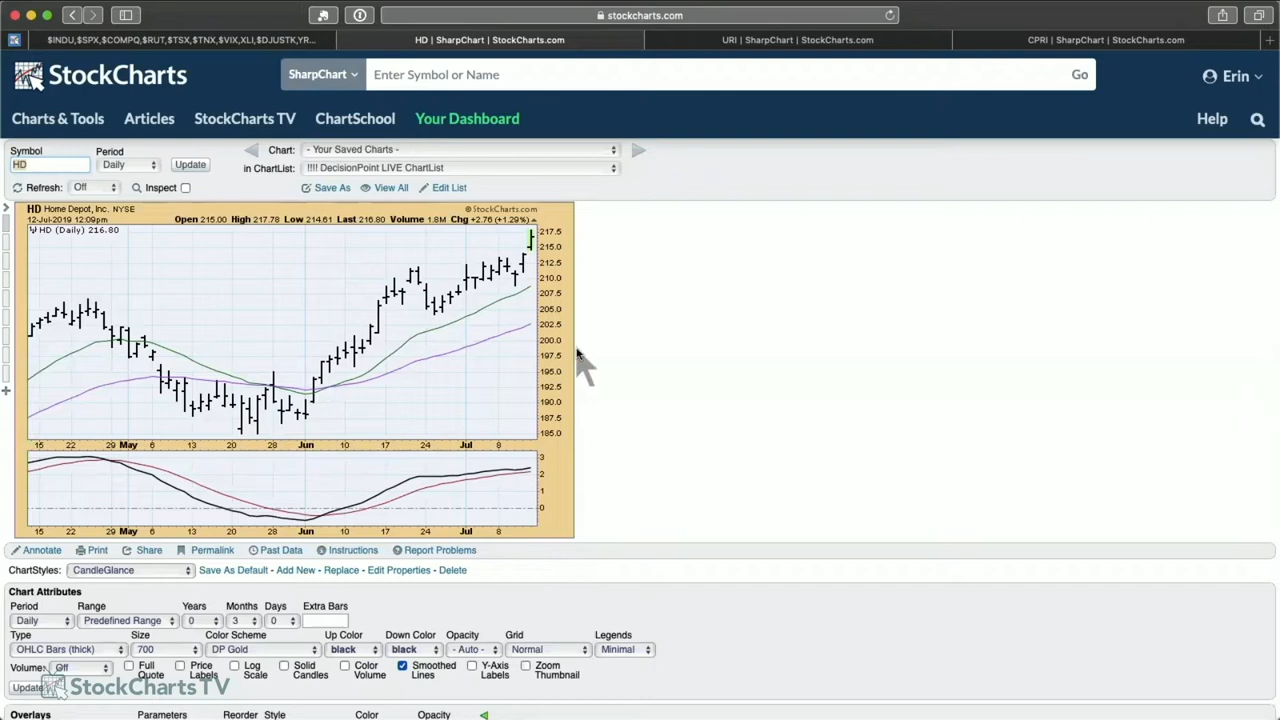 stockcharts.com
$INDU,$SPX,$COMPQ,$RUT,$TSX,$TNX,$VIX,XLI,$DJUSTK,YR...
HD | SharpChart | StockCharts.com
URI | SharpChart | StockCharts.com
CPRI | SharpChart | StockCharts.com
StockCharts
SharpChart
Enter Symbol or Name
Go
Erin
Charts & Tools Articles StockCharts TV ChartSchool Your Dashboard Help
Symbol Period
HD Daily Update
Chart: - Your Saved Charts -
in ChartList: !!!! DecisionPoint LIVE ChartList
Refresh: Off Inspect
Save As View All Edit List
HD Home Depot, Inc. NYSE © StockCharts.com
12-Jul-2019 12:09pm Open 215.00 High 217.78 Low 214.61 Last 216.80 Volume 1.8M Chg +2.76 (+1.29%)
HD (Daily) 216.80
217.5
215.0
212.5
210.0
207.5
205.0
202.5
200.0
197.5
195.0
192.5
190.0
187.5
185.0
15 22 29 May 6 13 20 28 Jun 10 17 24 Jul 8
3
2
1
0
15 22 29 May 6 13 20 28 Jun 10 17 24 Jul 8
Annotate Print Share Permalink Past Data Instructions Report Problems
ChartStyles: CandleGlance Save As Default - Add New - Replace - Edit Properties - Delete
Chart Attributes
Period Range Years Months Days Extra Bars
Daily Predefined Range 0 3 0
Type Size Color Scheme Up Color Down Color Opacity Grid Legends
OHLC Bars (thick) 700 DP Gold black black - Auto - Normal Minimal
Volume: Off Full Quote Price Labels Log Scale Solid Candles Color Volume Smoothed Lines Y-Axis Labels Zoom Thumbnail
Update StockChartsTV
Overlays Parameters Reorder Style Color Opacity